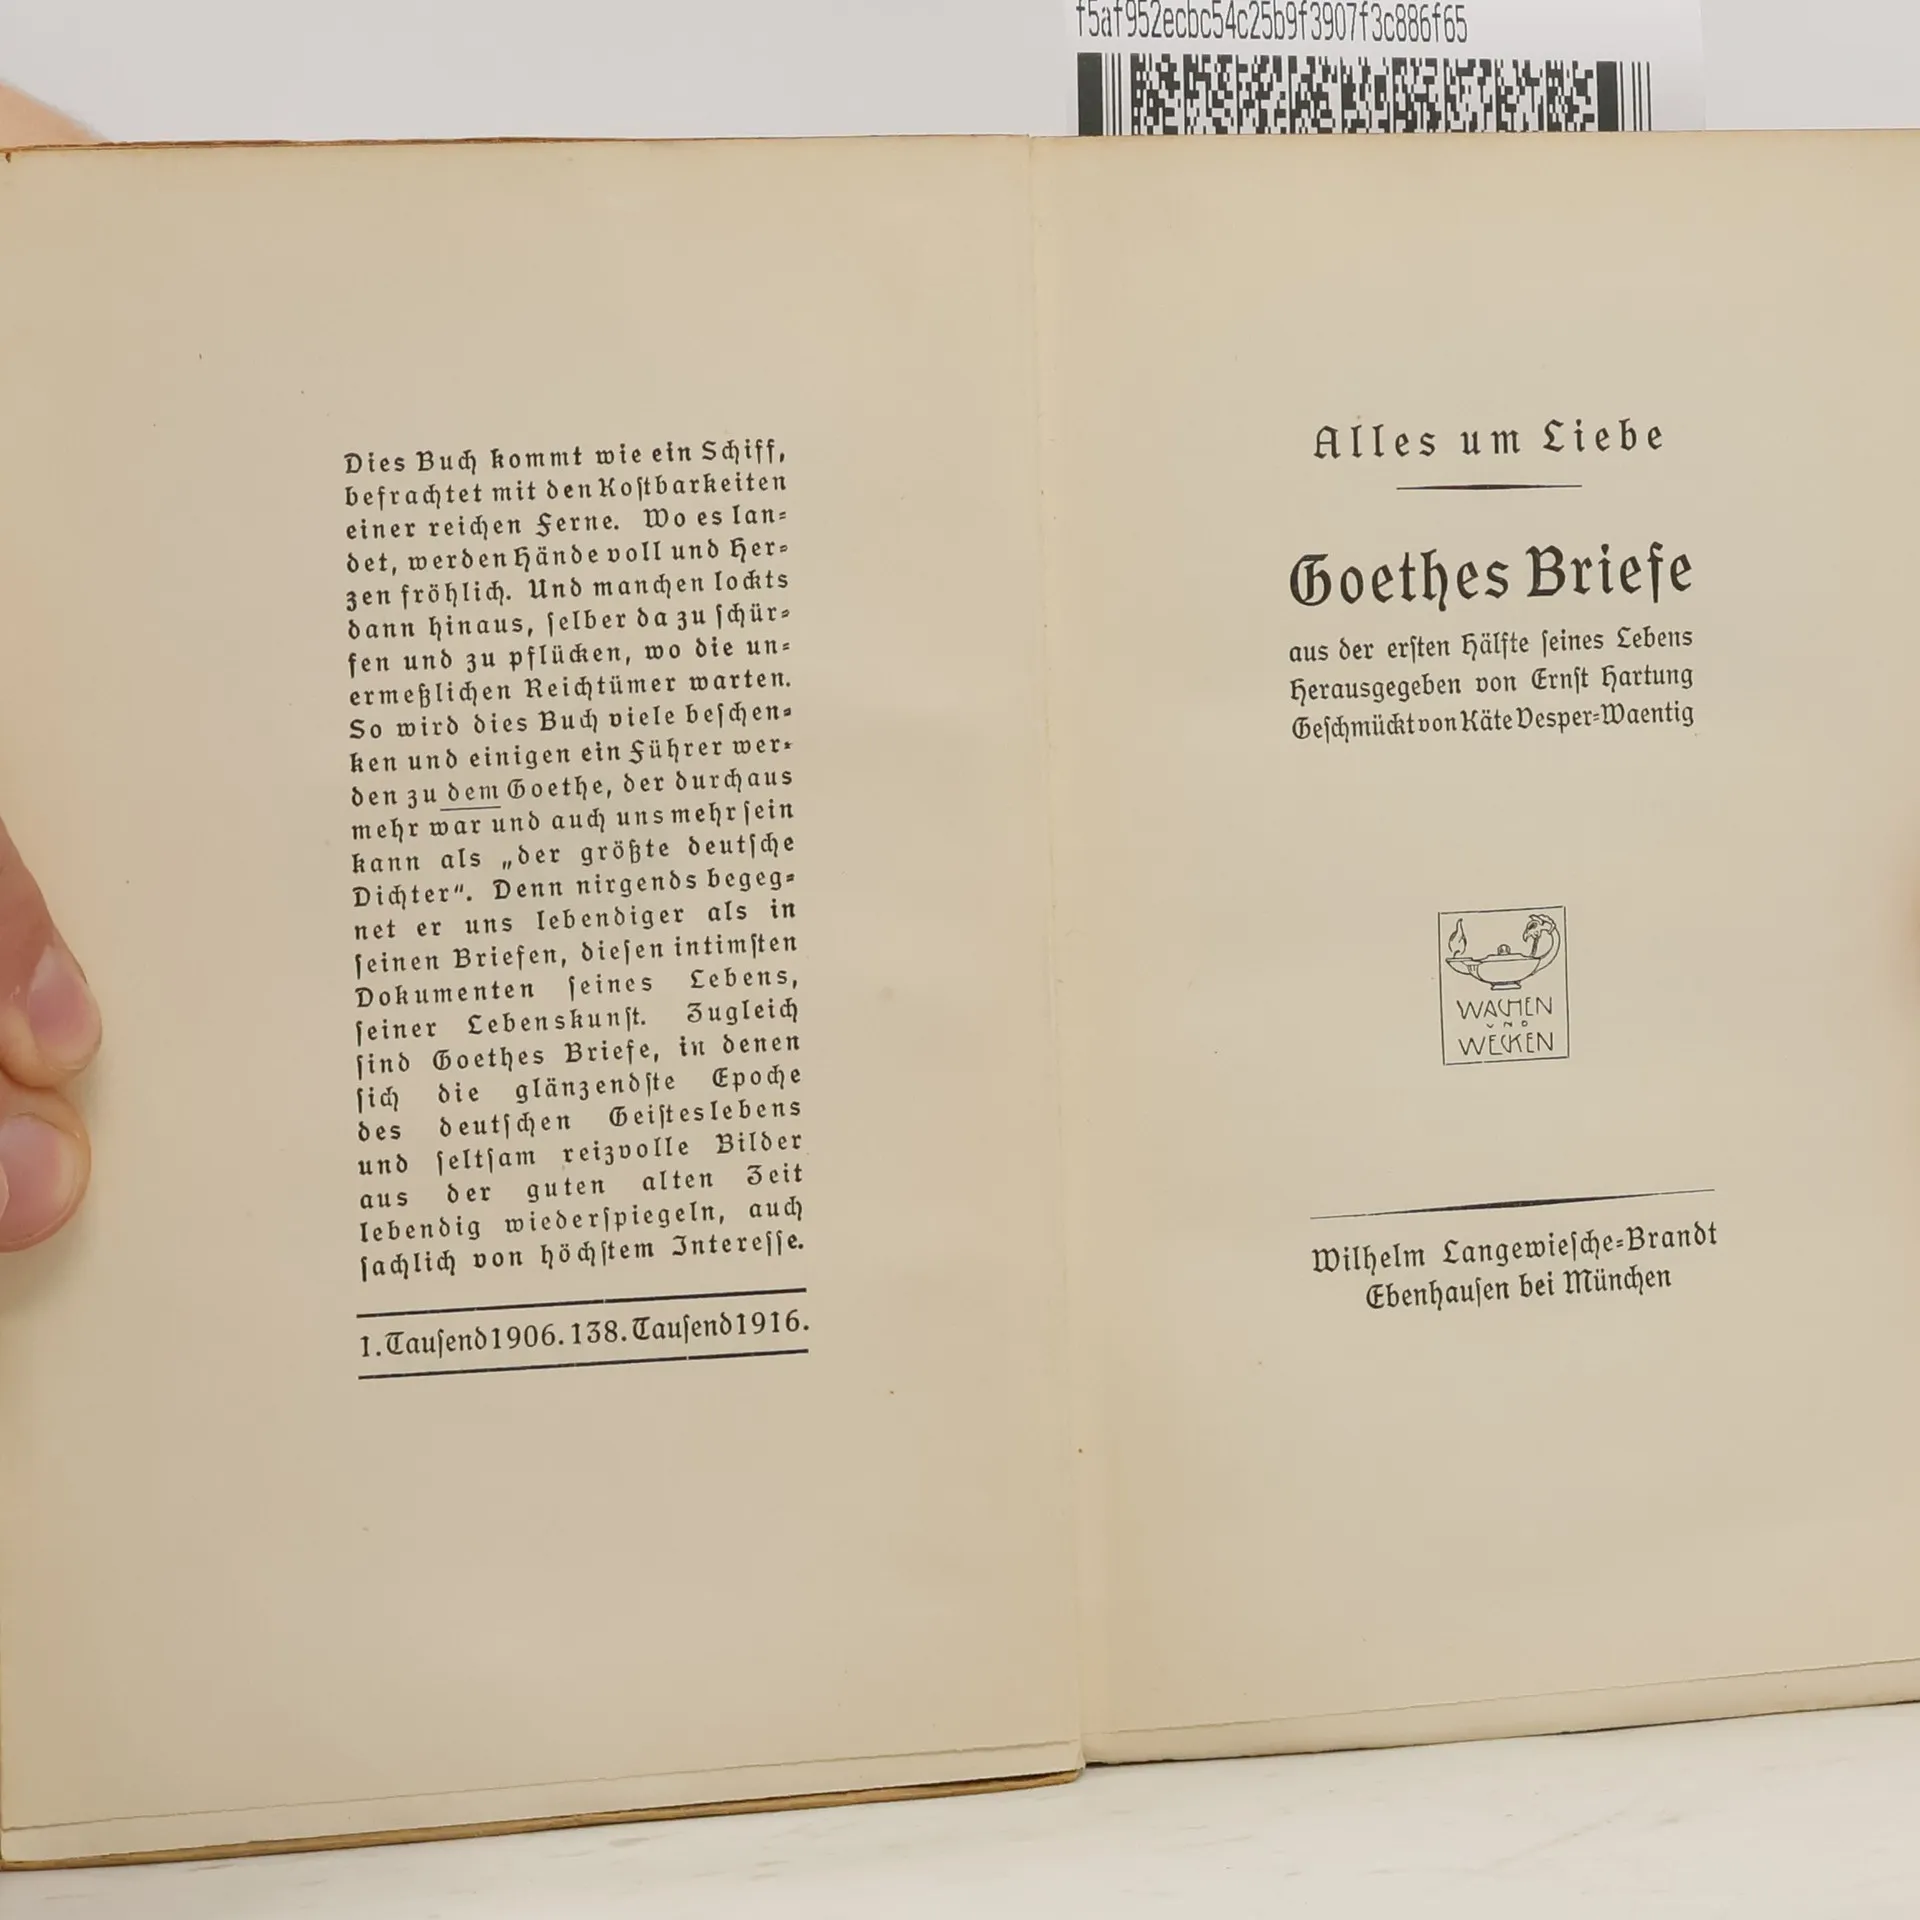 f5af952ecbc54c25b9f3907f3c886f65
Dies Buch kommt wie ein Schiff,
befrachtet mit den Koſtbarkeiten
einer reichen Ferne. Wo es lan-
det, werden Hände voll und Her-
zen fröhlich. Und manchen lockts
dann hinaus, ſelber da zu ſchür-
fen und zu pflücken, wo die un-
ermeßlichen Reichtümer warten.
So wird dies Buch viele beſchen-
ken und einigen ein Führer wer-
den zu dem Goethe, der durchaus
mehr war und auch uns mehr ſein
kann als „der größte deutſche
Dichter“. Denn nirgends begeg-
net er uns lebendiger als in
ſeinen Briefen, dieſen intimſten
Dokumenten ſeines Lebens,
ſeiner Lebenskunſt. Zugleich
ſind Goethes Briefe, in denen
ſich die glänzendſte Epoche
des deutſchen Geiſteslebens
und ſeltſam reizvolle Bilder
aus der guten alten Zeit
lebendig wiederſpiegeln, auch
ſachlich von höchſtem Intereſſe.
1. Tauſend 1906. 138. Tauſend 1916.
Alles um Liebe
Goethes Briefe
aus der erſten Hälfte ſeines Lebens
Herausgegeben von Ernſt Hartung
Geſchmückt von Käte Vesper-Waentig
WACHEN
UND
WECKEN
Wilhelm Langewieſche-Brandt
Ebenhauſen bei München